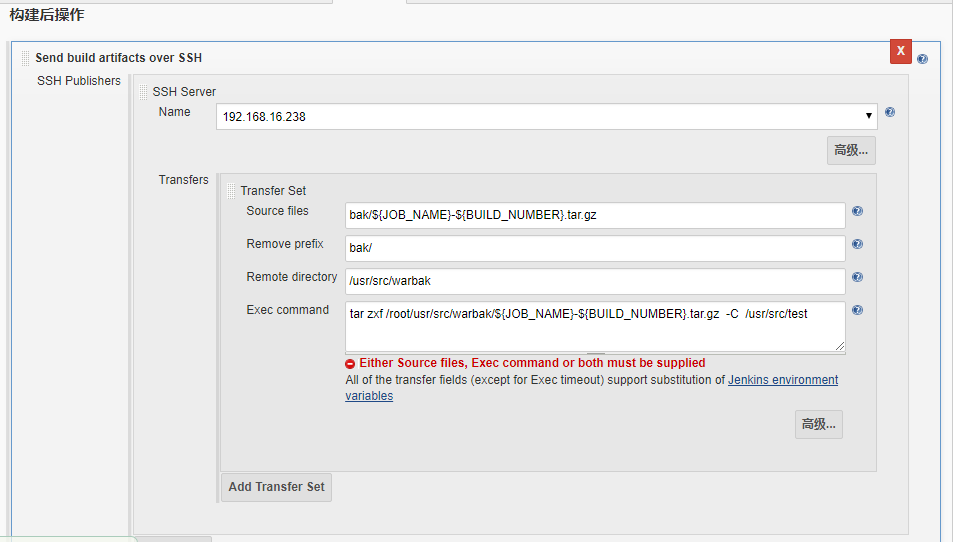 构建后操作
Send build artifacts over SSH
X
SSH Publishers
SSH Server
Name
192.168.16.238
高级...
Transfers
Transfer Set
Source files
bak/${JOB_NAME}-${BUILD_NUMBER}.tar.gz
Remove prefix
bak/
Remote directory
/usr/src/warbak
Exec command
tar zxf /root/usr/src/warbak/${JOB_NAME}-${BUILD_NUMBER}.tar.gz  -C  /usr/src/test
Either Source files, Exec command or both must be supplied
All of the transfer fields (except for Exec timeout) support substitution of Jenkins environment
variables
高级...
Add Transfer Set